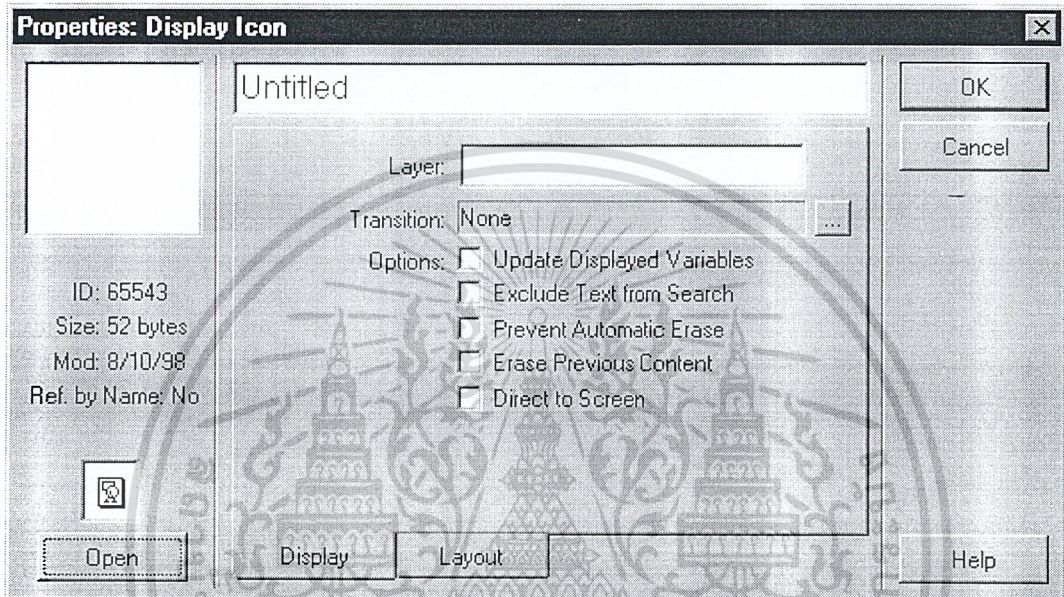 Properties: Display Icon
Untitled
OK
Cancel
Layer:
Transition: None
...
Options:
Update Displayed Variables
Exclude Text from Search
Prevent Automatic Erase
Erase Previous Content
Direct to Screen
ID: 65543
Size: 52 bytes
Mod: 8/10/98
Ref. by Name: No
Open
Display
Layout
Help